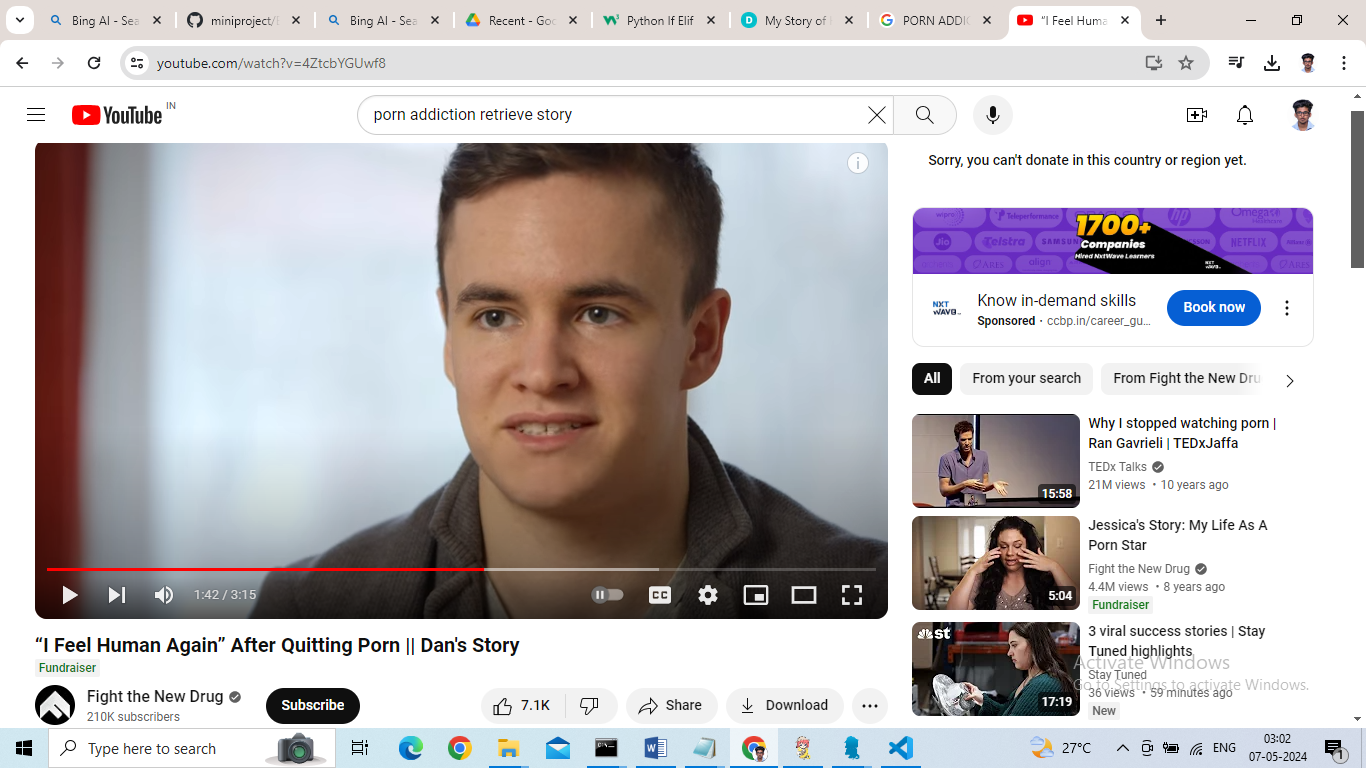 Bing AI - Sea
miniproject/i
Bing AI - Sea
Recent - Goo
Python If Elif
My Story of
PORN ADDIC
“I Feel Huma
youtube.com/watch?v=4ZtcbYGUwf8
YouTube IN
porn addiction retrieve story
Sorry, you can't donate in this country or region yet.
wipro
Teleperformance
hp
Omega
Jio
Telstra
SAMSUN
NETFLIX
ARES
align
1700+
Companies
Hired NxtWave Learners
NXT
WAVE
Know in-demand skills
Sponsored · ccbp.in/career_gu...
Book now
All
From your search
From Fight the New Dru
Why I stopped watching porn |
Ran Gavrieli | TEDxJaffa
TEDx Talks
21M views • 10 years ago
15:58
Jessica's Story: My Life As A
Porn Star
Fight the New Drug
4.4M views • 8 years ago
5:04
Fundraiser
st
3 viral success stories | Stay
Tuned highlights
Stay Tuned
36 views • 59 minutes ago
17:19
New
Activate Windows
Go to Settings to activate Windows.
1:42 / 3:15
CC
“I Feel Human Again” After Quitting Porn || Dan's Story
Fundraiser
Fight the New Drug
210K subscribers
Subscribe
7.1K
Share
Download
Type here to search
27°C
ENG
03:02
07-05-2024
1